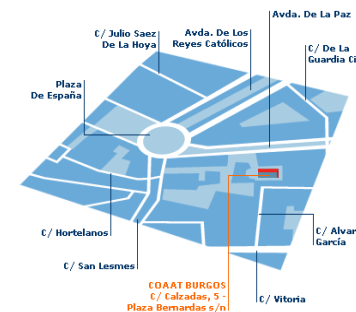 Avda. De La Paz
C/ Julio Saez
De La Hoya
Avda. De Los
Reyes Católicos
C/ De La
Guardia Ci
Plaza
De España
C/ Hortelanos
C/ Alvar
García
C/ San Lesmes
COAAT BURGOS
C/ Calzadas, 5 -
Plaza Bernardas s/n
C/ Vitoria